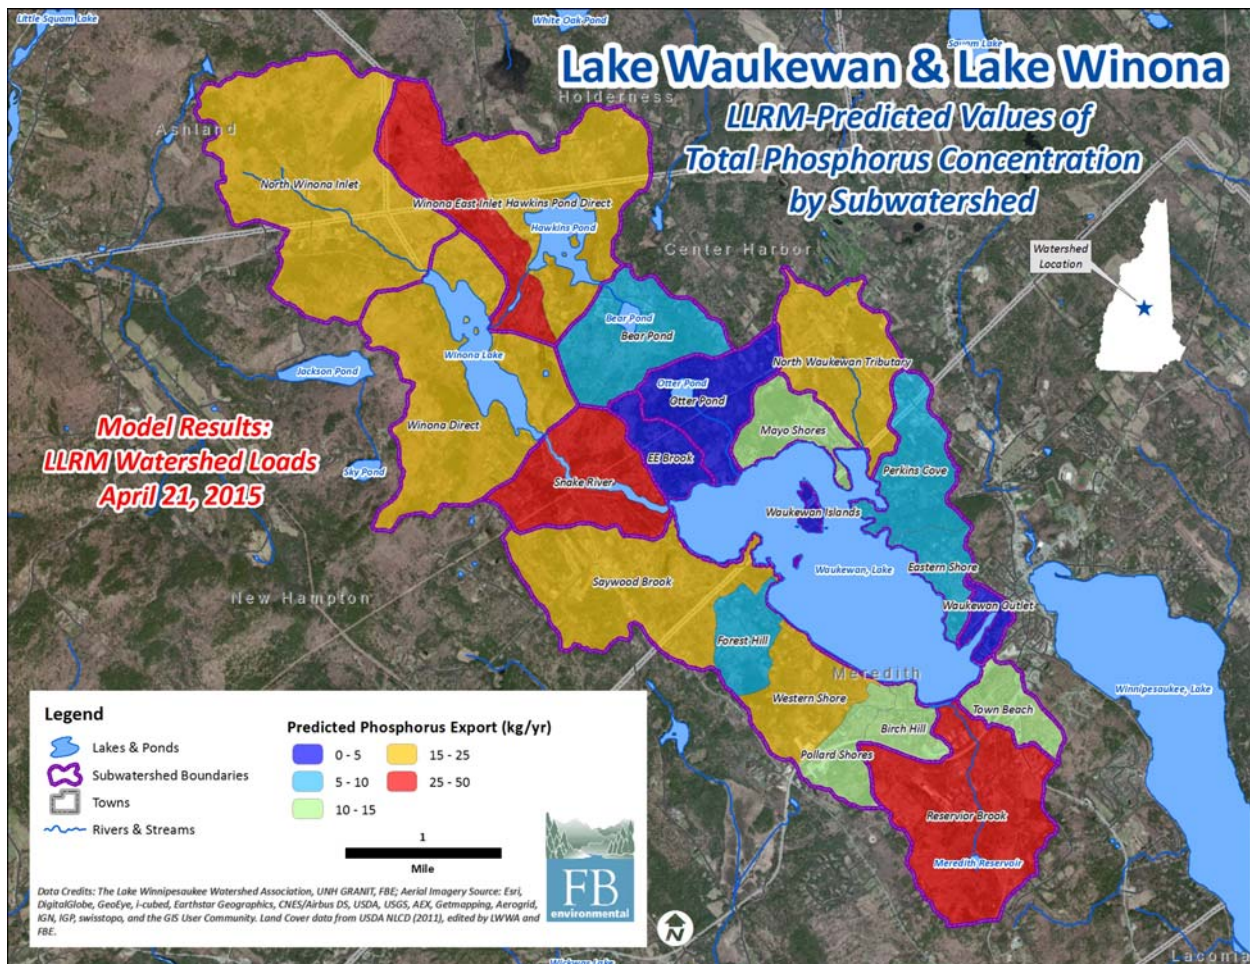 Little Squam Lake
White Oak Pond
Squam Lake
Lake Waukewan & Lake Winona
LLRM-Predicted Values of
Total Phosphorus Concentration
by Subwatershed
Holderness
Ashland
North Winona Inlet
Winona East Inlet
Hawkins Pond Direct
Hawkins Pond
Center Harbor
Watershed
Location
Bear Pond
Bear Pond
Winona Lake
Jackson Pond
North Waukewan Tributary
Otter Pond
Otter Pond
Winona Direct
Mayo Shores
Model Results:
LLRM Watershed Loads
April 21, 2015
EE Brook
Sky Pond
Perkins Cove
Snake River
Waukewan Islands
Waukewan, Lake
Eastern Shore
Saywood Brook
New Hampton
Waukewan Outlet
Forest Hill
Meredith
Winnipesaukee, Lake
Western Shore
Town Beach
Birch Hill
Pollard Shores
Reservior Brook
Meredith Reservoir
Legend
Lakes & Ponds
Subwatershed Boundaries
Towns
Rivers & Streams
Predicted Phosphorus Export (kg/yr)
0 - 5
15 - 25
5 - 10
25 - 50
10 - 15
1
Mile
FB
environmental
Data Credits: The Lake Winnipesaukee Watershed Association, UNH GRANIT, FBE; Aerial Imagery Source: Esri,
DigitalGlobe, GeoEye, i-cubed, Earthstar Geographics, CNES/Airbus DS, USDA, USGS, AEX, Getmapping, Aerogrid,
IGN, IGP, swisstopo, and the GIS User Community. Land Cover data from USDA NLCD (2011), edited by LWWA and
FBE.
N
Wickwas Lake
Laconia